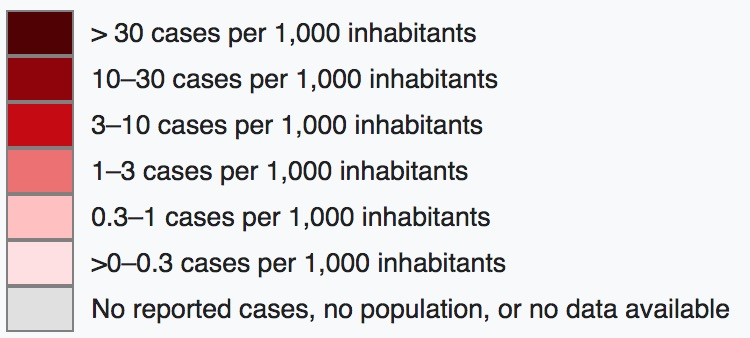 > 30 cases per 1,000 inhabitants
10–30 cases per 1,000 inhabitants
3–10 cases per 1,000 inhabitants
1–3 cases per 1,000 inhabitants
0.3–1 cases per 1,000 inhabitants
>0–0.3 cases per 1,000 inhabitants
No reported cases, no population, or no data available